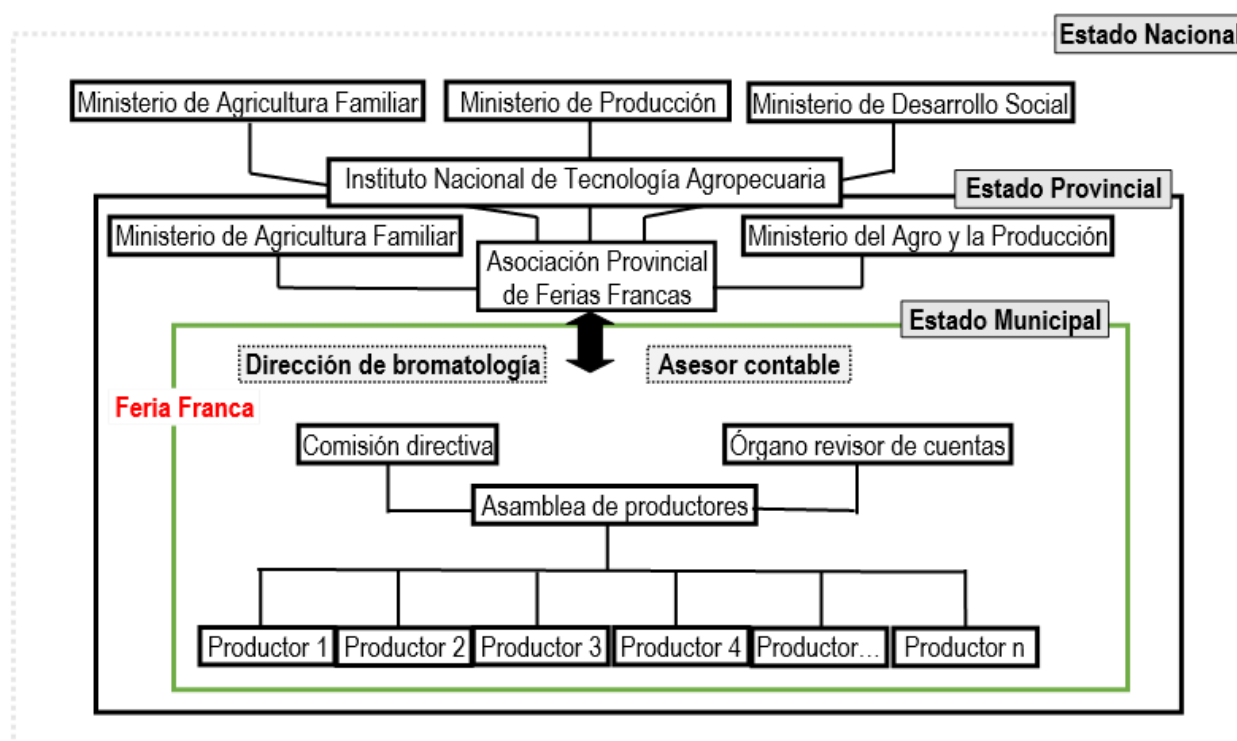 Estado Nacional
Ministerio de Agricultura Familiar
Ministerio de Producción
Ministerio de Desarrollo Social
Instituto Nacional de Tecnología Agropecuaria
Estado Provincial
Ministerio de Agricultura Familiar
Asociación Provincial
de Ferias Francas
Ministerio del Agro y la Producción
Estado Municipal
Dirección de bromatología
Asesor contable
Feria Franca
Comisión directiva
Órgano revisor de cuentas
Asamblea de productores
Productor 1
Productor 2
Productor 3
Productor 4
Productor...
Productor n